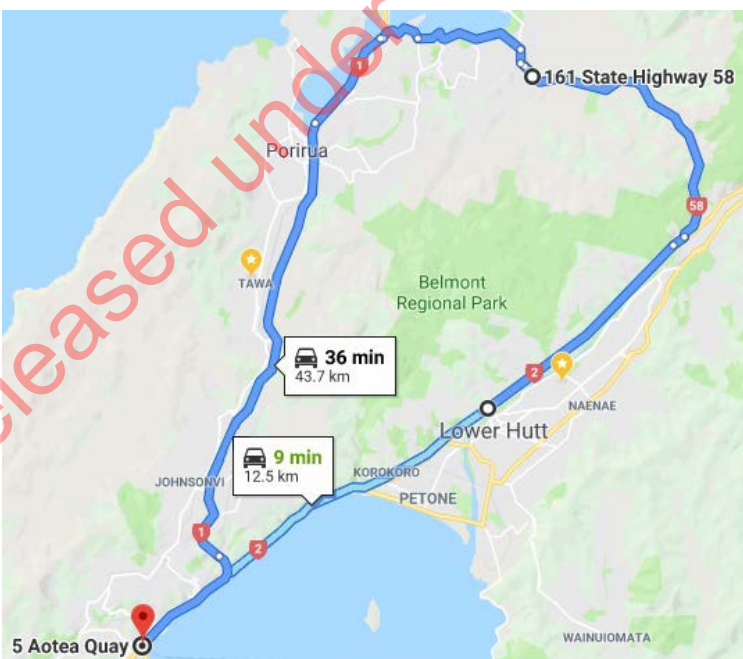 1
161 State Highway 58
Porirua
58
TAWA
Belmont
Regional Park
36 min
43.7 km
2
NAENAE
Lower Hutt
9 min
12.5 km
KOROKORO
JOHNSONVI
PETONE
1
2
5 Aotea Quay
WAINUIOMATA
eleased under